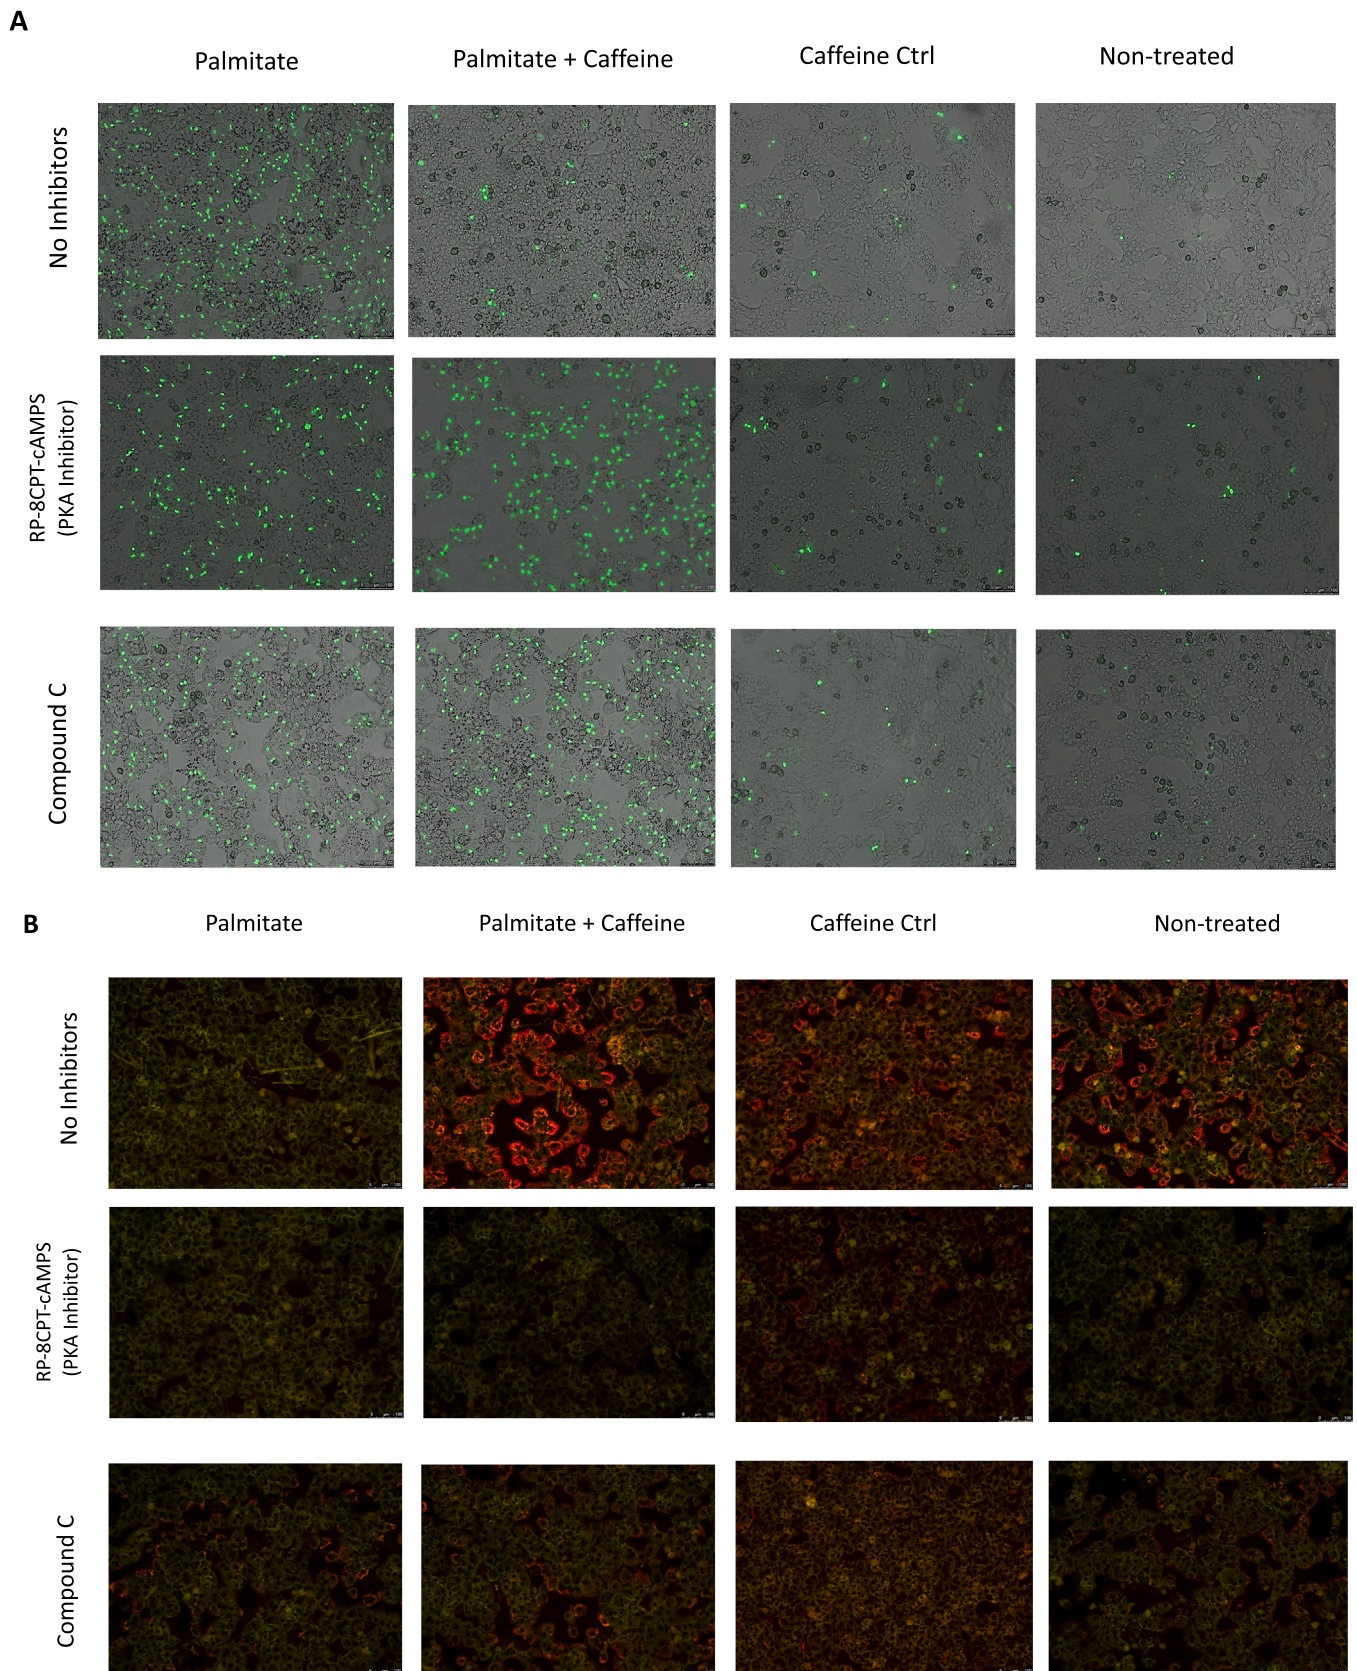 A
Palmitate
Palmitate + Caffeine
Caffeine Ctrl
Non-treated
No Inhibitors
RP-8CPT-cAMPS
(PKA Inhibitor)
Compound C
B
Palmitate
Palmitate + Caffeine
Caffeine Ctrl
Non-treated
No Inhibitors
RP-8CPT-cAMPS
(PKA Inhibitor)
Compound C